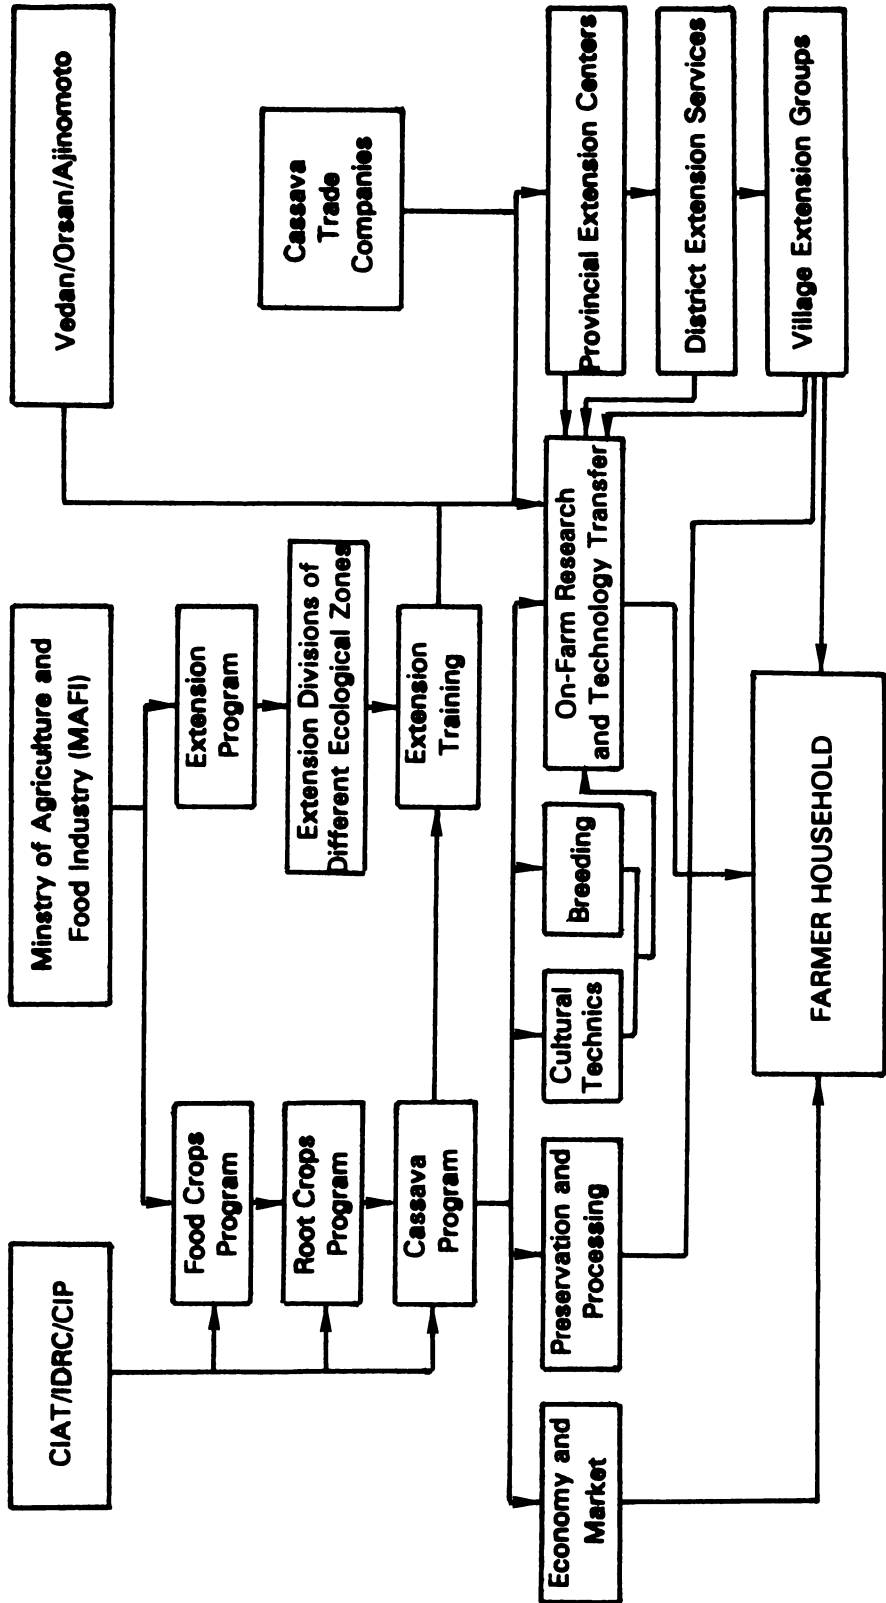 CIAT/IDRC/CIP
Minstry of Agriculture and
Food Industry (MAFI)
Vedan/Orsan/Ajinomoto
Food Crops
Program
Extension
Program
Cassava
Trade
Companies
Root Crops
Program
Extension Divisions of
Different Ecological Zones
Cassava
Program
Extension
Training
Economy and
Market
Preservation and
Processing
Cultural
Technics
Breeding
On-Farm Research
and Technology Transfer
Provincial Extension Centers
District Extension Services
Village Extension Groups
FARMER HOUSEHOLD